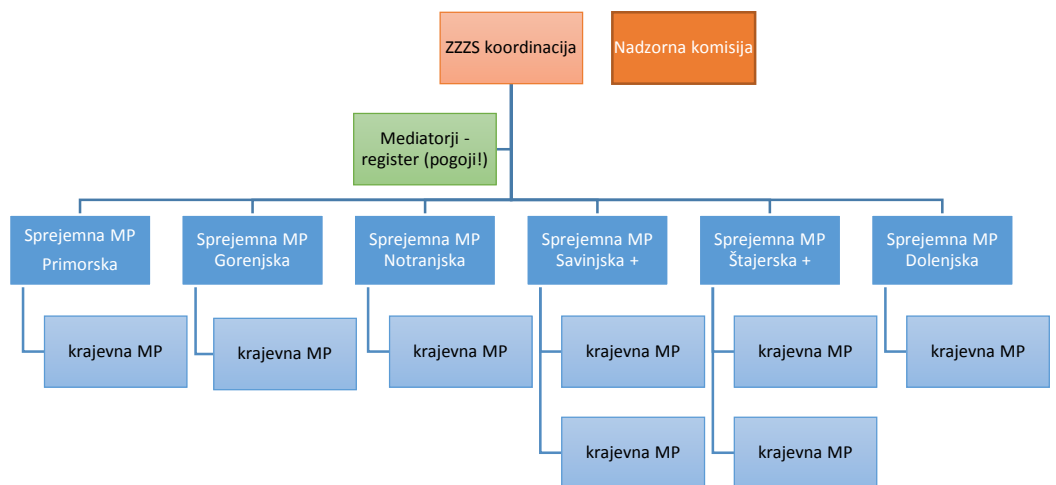 ZZZS koordinacija
Nadzorna komisija
Mediatorji -
register (pogoji!)
Sprejemna MP
Primorska
Sprejemna MP
Gorenjska
Sprejemna MP
Notranjska
Sprejemna MP
Savinjska +
Sprejemna MP
Štajerska +
Sprejemna MP
Dolenjska
krajevna MP
krajevna MP
krajevna MP
krajevna MP
krajevna MP
krajevna MP
krajevna MP
krajevna MP